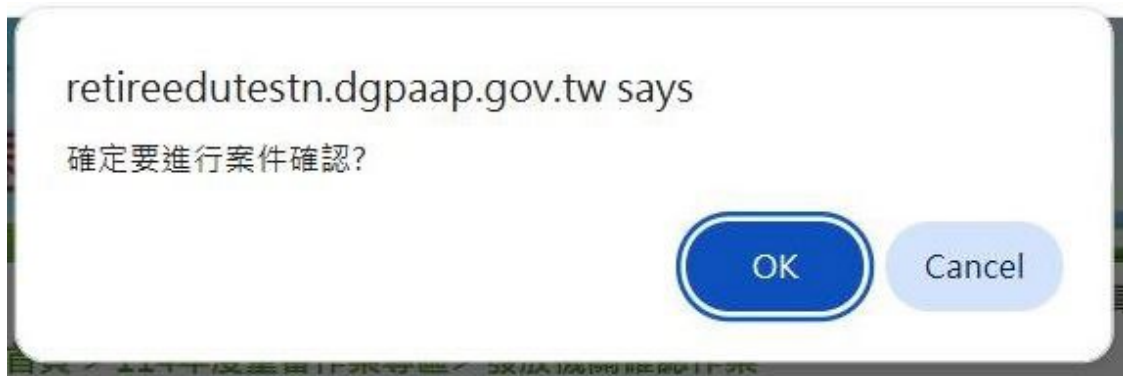 retireedutestn.dgpaap.gov.tw says
確定要進行案件確認?
OK
Cancel